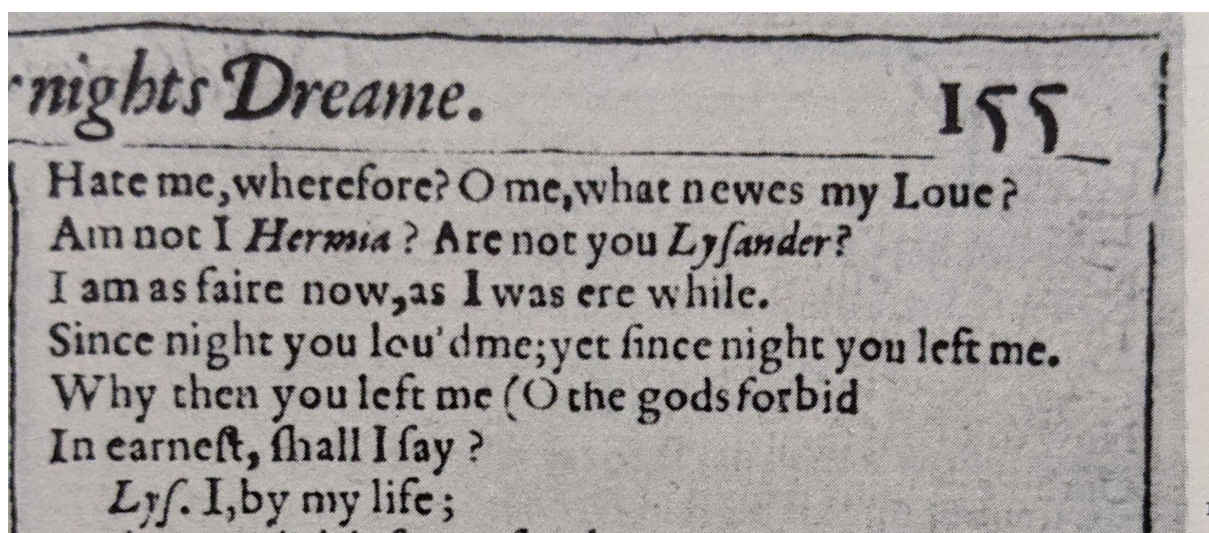 nights Dreame. 155
Hate me,wherefore? O me,what newes my Loue?
Am not I Hermia? Are not you Lyſander?
I am as faire now,as I was ere while.
Since night you lou'd me;yet ſince night you left me.
Why then you left me (O the gods forbid
In earneſt, ſhall I ſay?
Lyſ. I,by my life;